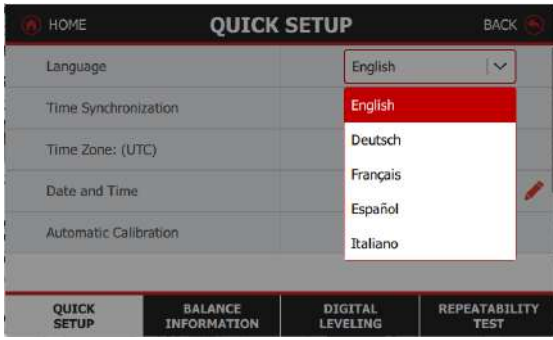 HOME
QUICK SETUP
BACK
Language
English
Time Synchronization
English
Time Zone: (UTC)
Deutsch
Français
Date and Time
Español
Automatic Calibration
Italiano
QUICK SETUP
BALANCE INFORMATION
DIGITAL LEVELING
REPEATABILITY TEST